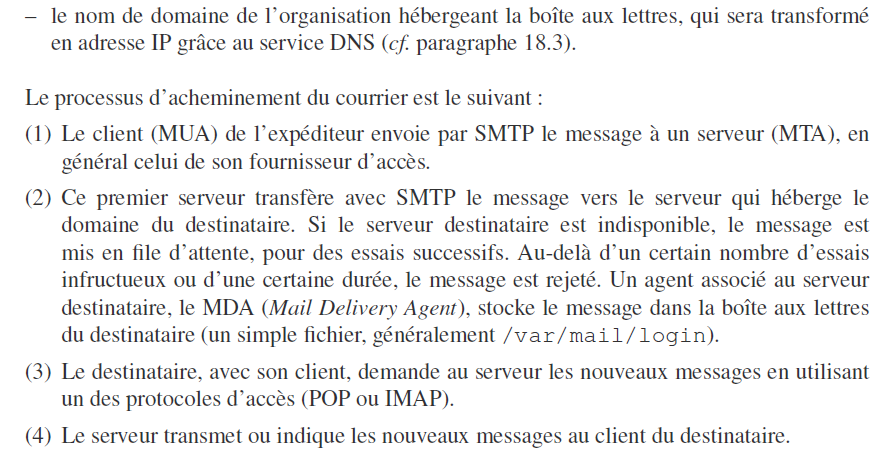 – le nom de domaine de l’organisation hébergeant la boîte aux lettres, qui sera transformé
en adresse IP grâce au service DNS (cf. paragraphe 18.3).
Le processus d’acheminement du courrier est le suivant :
(1) Le client (MUA) de l’expéditeur envoie par SMTP le message à un serveur (MTA), en
général celui de son fournisseur d’accès.
(2) Ce premier serveur transfère avec SMTP le message vers le serveur qui héberge le
domaine du destinataire. Si le serveur destinataire est indisponible, le message est
mis en file d’attente, pour des essais successifs. Au-delà d’un certain nombre d’essais
infructueux ou d’une certaine durée, le message est rejeté. Un agent associé au serveur
destinataire, le MDA (Mail Delivery Agent), stocke le message dans la boîte aux lettres
du destinataire (un simple fichier, généralement /var/mail/login).
(3) Le destinataire, avec son client, demande au serveur les nouveaux messages en utilisant
un des protocoles d’accès (POP ou IMAP).
(4) Le serveur transmet ou indique les nouveaux messages au client du destinataire.